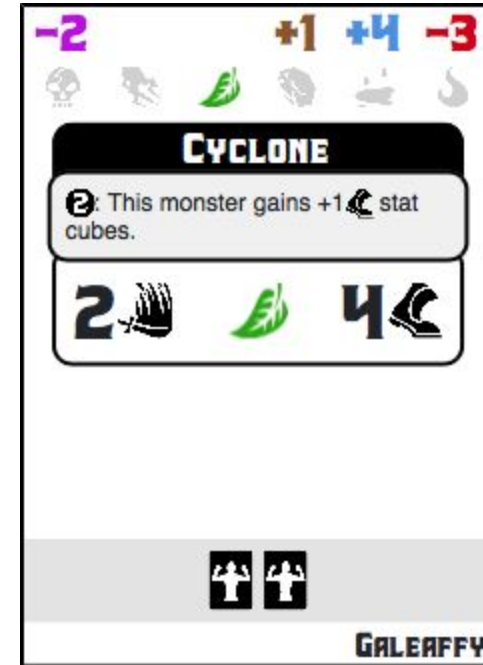 -2 +1 +4 -3
CYCLONE
2: This monster gains +1 stat
cubes.
2 4
GALEAFFY